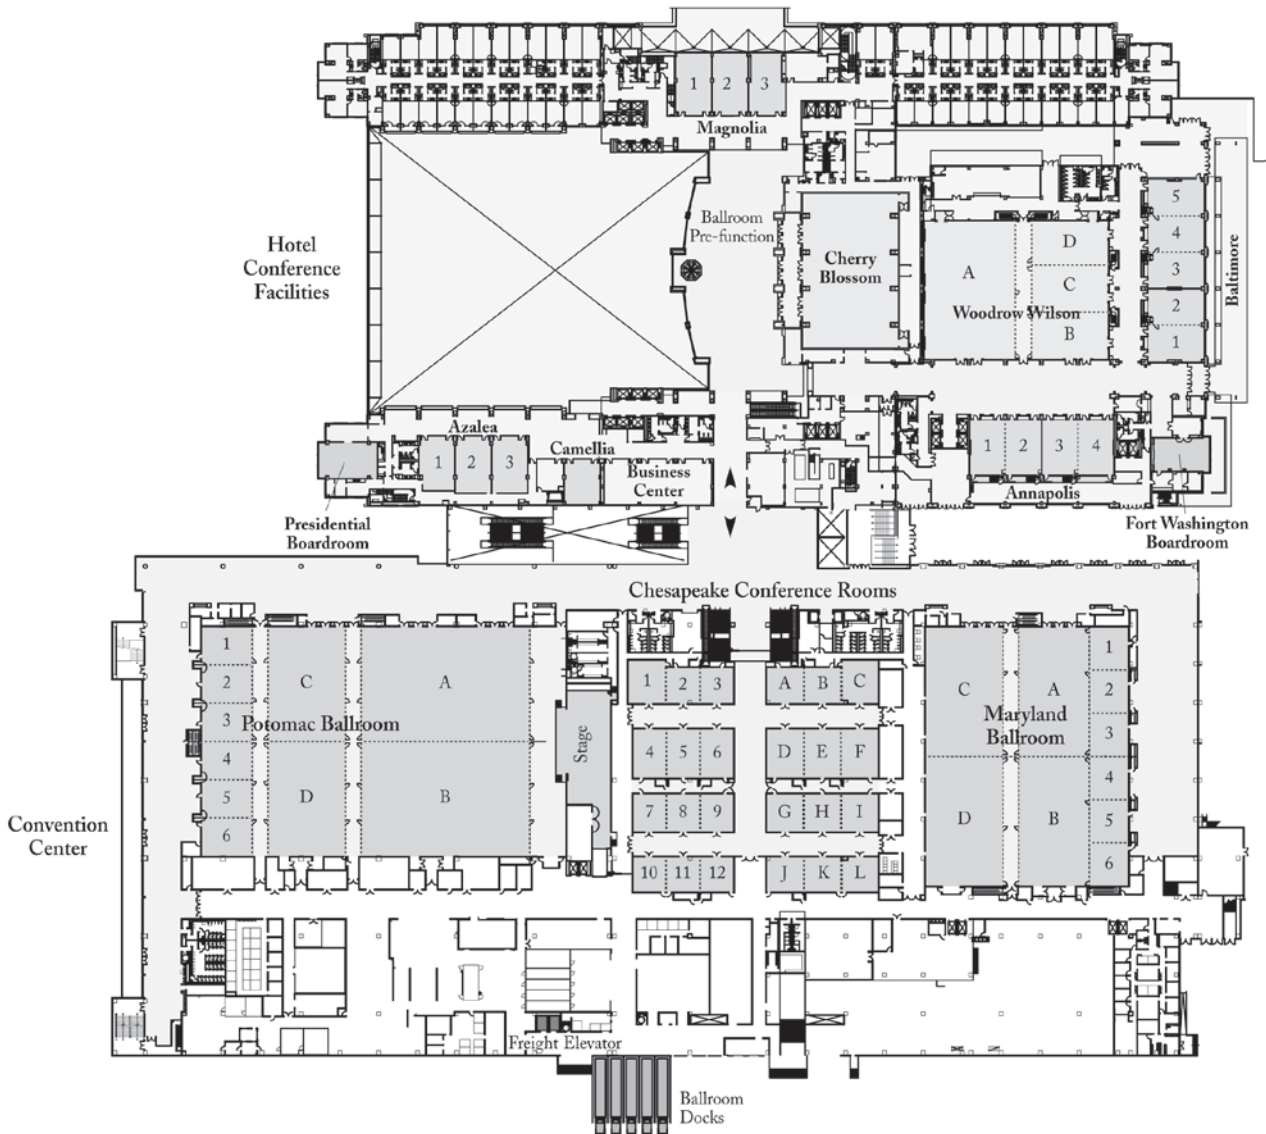 1 2 3
Magnolia
Hotel
Conference
Facilities
Ballroom
Pre-function
Cherry
Blossom
A
D
C
B
Woodrow Wilson
5
4
3
2
1
Baltimore
Azalea
1 2 3
Camellia
Business
Center
Presidential
Boardroom
1 2 3 4
Annapolis
Fort Washington
Boardroom
Chesapeake Conference Rooms
Convention
Center
1
2
3
4
5
6
C
A
D
B
Potomac Ballroom
Stage
1 2 3
4 5 6
7 8 9
10 11 12
A B C
D E F
G H I
J K L
C
A
D
B
Maryland
Ballroom
1
2
3
4
5
6
Freight Elevator
Ballroom
Docks